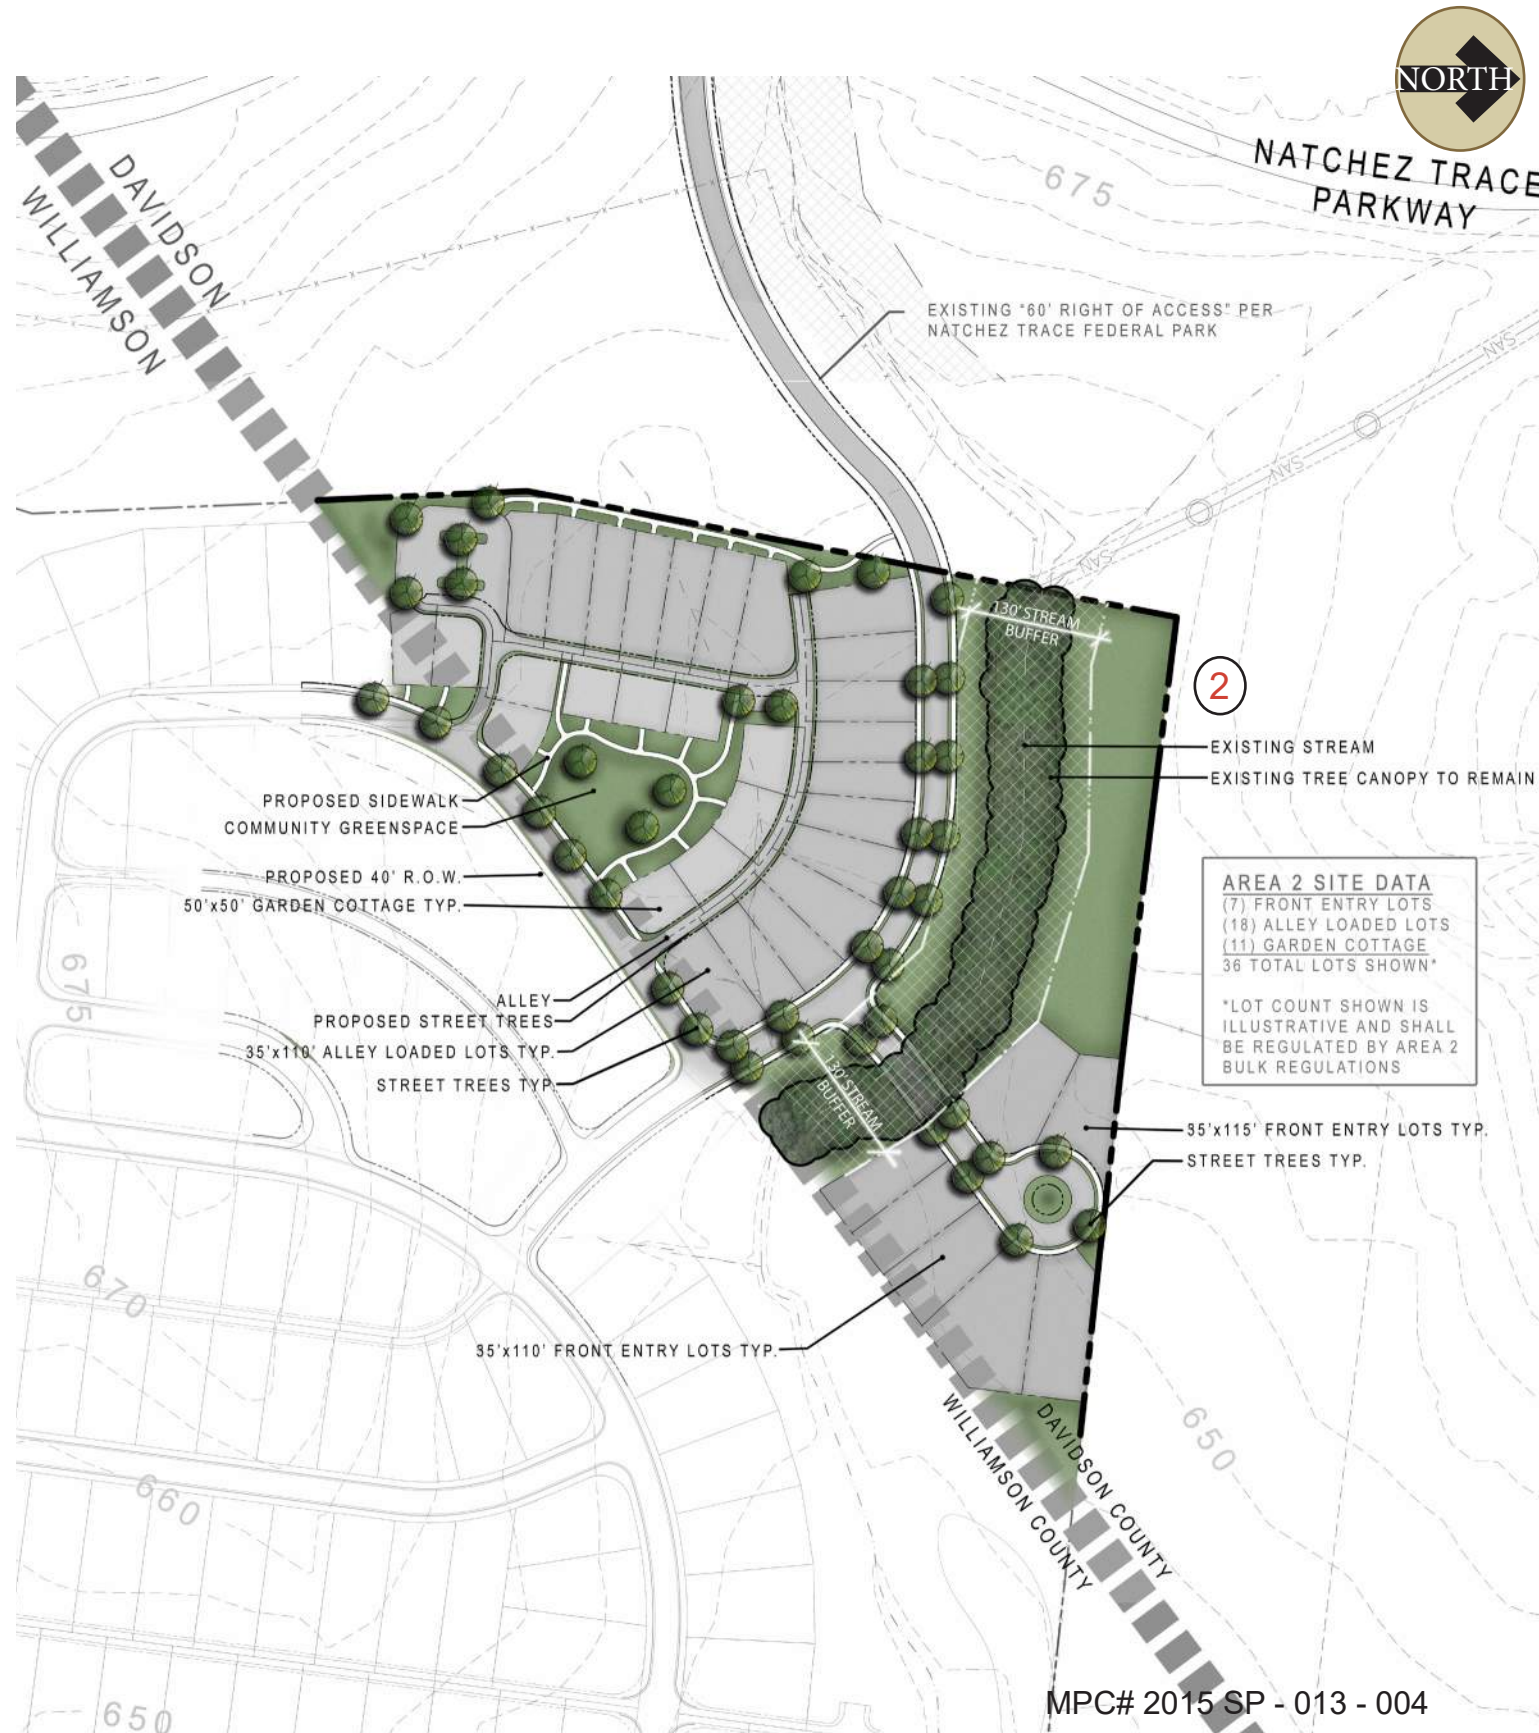 NORTH
NATCHEZ TRACE
PARKWAY
675
DAVIDSON
WILLIAMSON
EXISTING "60' RIGHT OF ACCESS" PER
NATCHEZ TRACE FEDERAL PARK
SAN
SAN
SAN
130' STREAM
BUFFER
2
EXISTING STREAM
EXISTING TREE CANOPY TO REMAIN
PROPOSED SIDEWALK
COMMUNITY GREENSPACE
PROPOSED 40' R.O.W.
50'x50' GARDEN COTTAGE TYP.
AREA 2 SITE DATA
(7) FRONT ENTRY LOTS
(18) ALLEY LOADED LOTS
(11) GARDEN COTTAGE
36 TOTAL LOTS SHOWN*
*LOT COUNT SHOWN IS
ILLUSTRATIVE AND SHALL
BE REGULATED BY AREA 2
BULK REGULATIONS
675
ALLEY
PROPOSED STREET TREES
35'x110' ALLEY LOADED LOTS TYP.
STREET TREES TYP.
130' STREAM
BUFFER
35'x115' FRONT ENTRY LOTS TYP.
STREET TREES TYP.
670
35'x110' FRONT ENTRY LOTS TYP.
DAVIDSON COUNTY
WILLIAMSON COUNTY
650
660
650
MPC# 2015 SP - 013 - 004